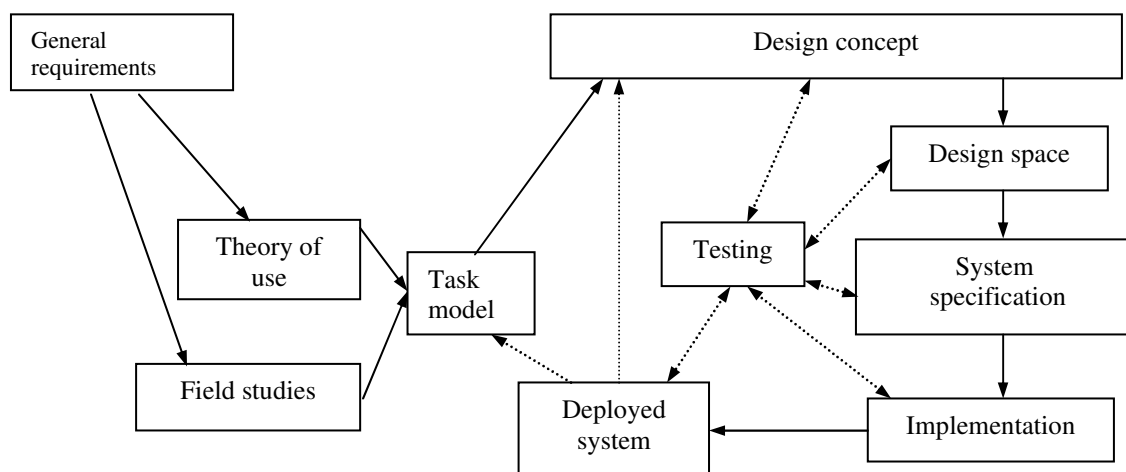 General
requirements
Design concept
Design space
Theory of
use
Testing
Task
model
System
specification
Field studies
Deployed
system
Implementation